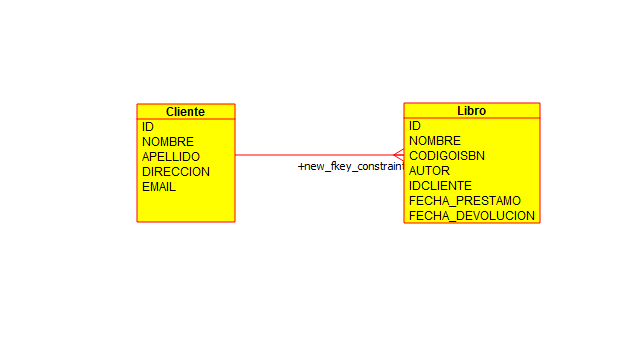 Cliente
ID
NOMBRE
APELLIDO
DIRECCION
EMAIL
+new_fkey_constraint
Libro
ID
NOMBRE
CODIGOISBN
AUTOR
IDCLIENTE
FECHA_PRESTAMO
FECHA_DEVOLUCION